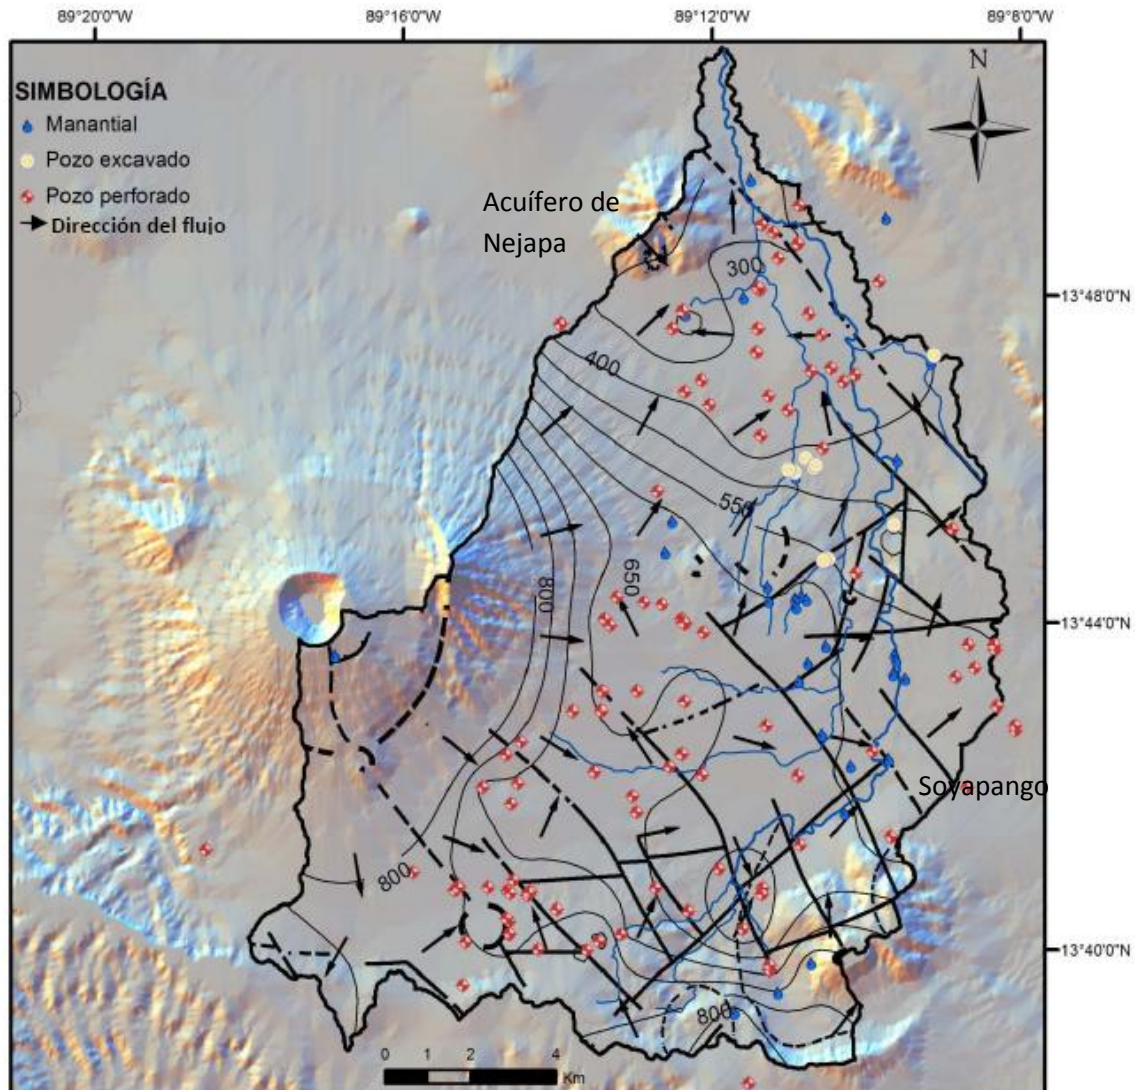 89°20'0"W
89°16'0"W
89°12'0"W
89°8'0"W
SIMBOLOGÍA
Manantial
Pozo excavado
Pozo perforado
Dirección del flujo
N
Acuífero de
Nejapa
300
13°48'0"N
400
550
800
650
13°44'0"N
Soyapango
800
13°40'0"N
800
0 1 2 4
Km